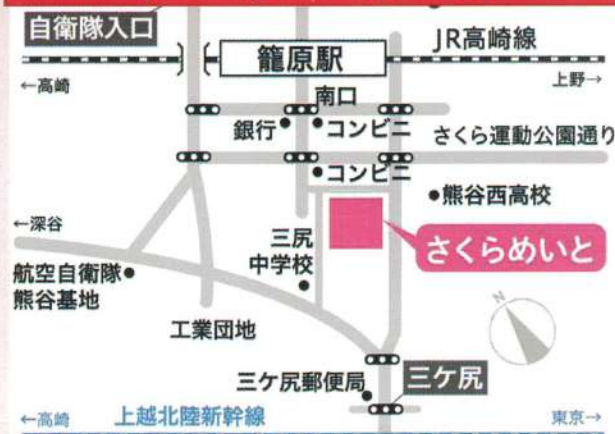 自衛隊入口
籠原駅
JR高崎線
←高崎
上野→
南口
銀行
コンビニ
さくら運動公園通り
コンビニ
熊谷西高校
←深谷
三尻
中学校
さくらめいと
航空自衛隊
熊谷基地
工業団地
N
三ケ尻郵便局
三ケ尻
←高崎
上越北陸新幹線
東京→